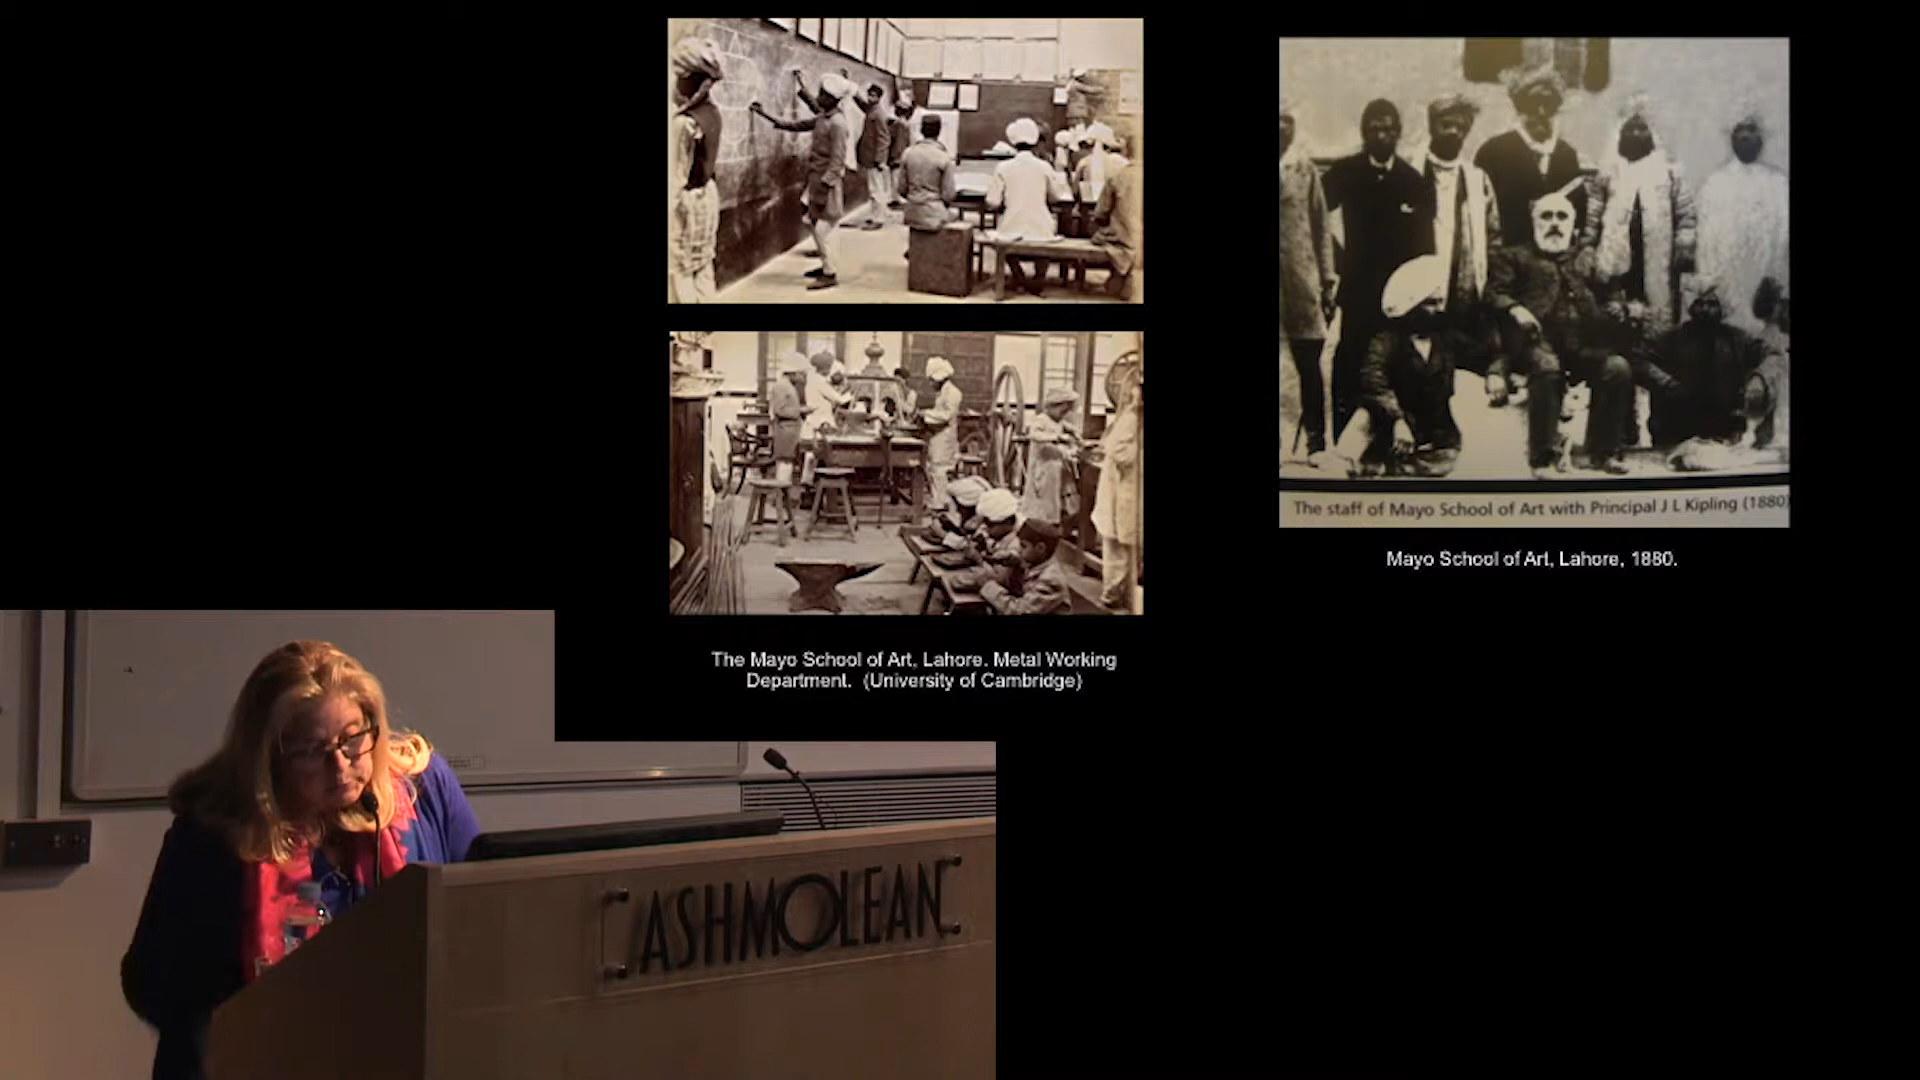 The staff of Mayo School of Art with Principal J L Kipling (1880)
Mayo School of Art, Lahore, 1880.
The Mayo School of Art, Lahore. Metal Working
Department. (University of Cambridge)
ASHMOLEAN